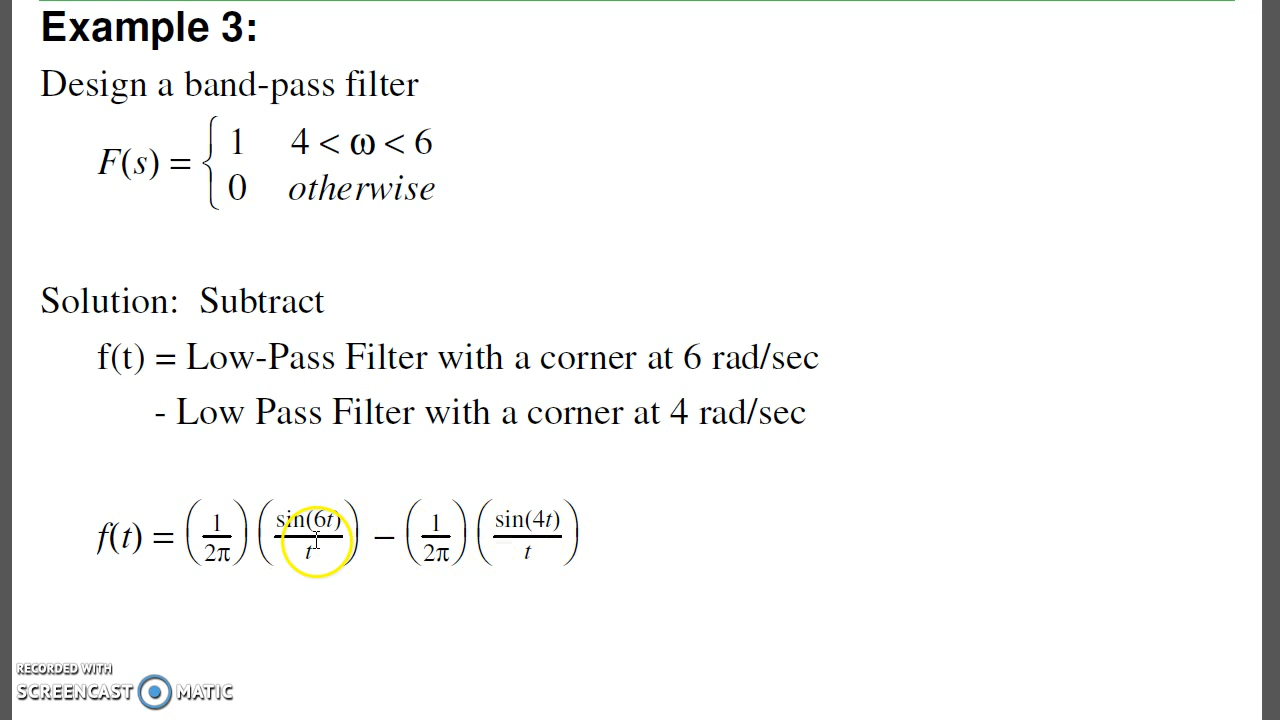 Example 3:
Design a band-pass filter
F(s) = { 1 4 < ω < 6
0 otherwise
Solution: Subtract
f(t) = Low-Pass Filter with a corner at 6 rad/sec
- Low Pass Filter with a corner at 4 rad/sec
f(t) = (1/2π)(sin(6t)/t) − (1/2π)(sin(4t)/t)
RECORDED WITH
SCREENCAST MATIC